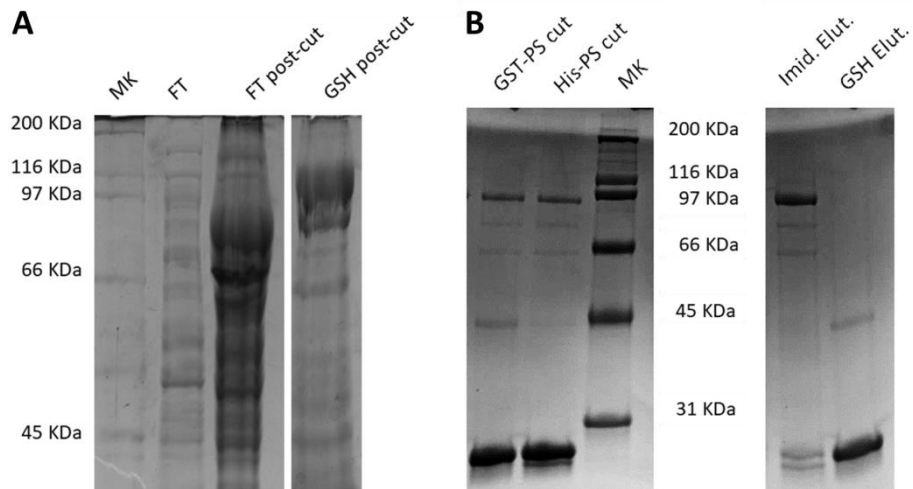 A
MK
FT
FT post-cut
GSH post-cut
200 KDa
116 KDa
97 KDa
66 KDa
45 KDa
B
GST-PS cut
His-PS cut
MK
Imid. Elut.
GSH Elut.
200 KDa
116 KDa
97 KDa
66 KDa
45 KDa
31 KDa